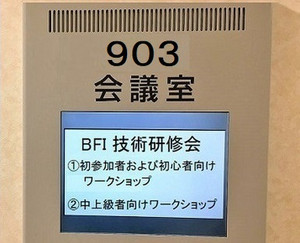 903
会議室
BFI 技術研修会
①初参加者および初心者向け
ワークショップ
②中上級者向けワークショップ